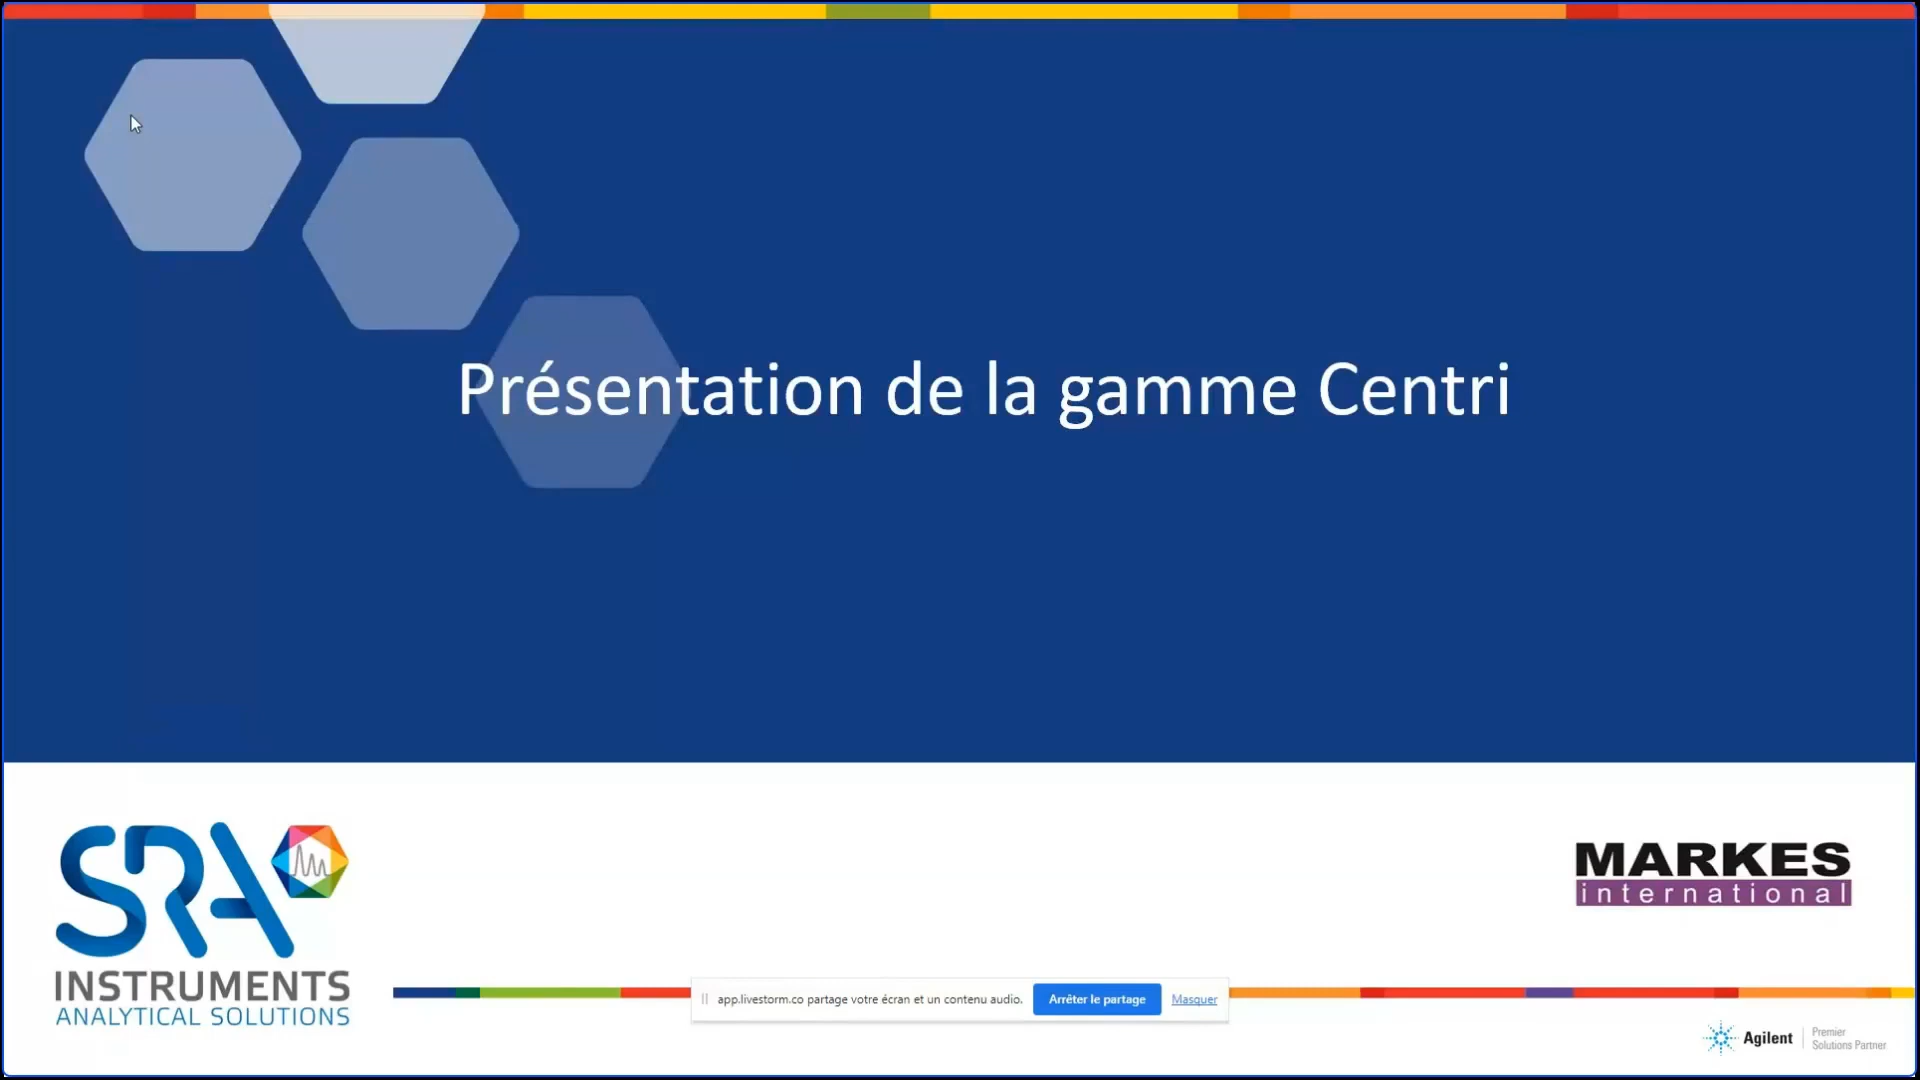 Présentation de la gamme Centri
SRA
INSTRUMENTS
ANALYTICAL SOLUTIONS
MARKES
international
app.livestorm.co partage votre écran et un contenu audio.
Arrêter le partage
Masquer
Agilent
Premier
Solutions Partner